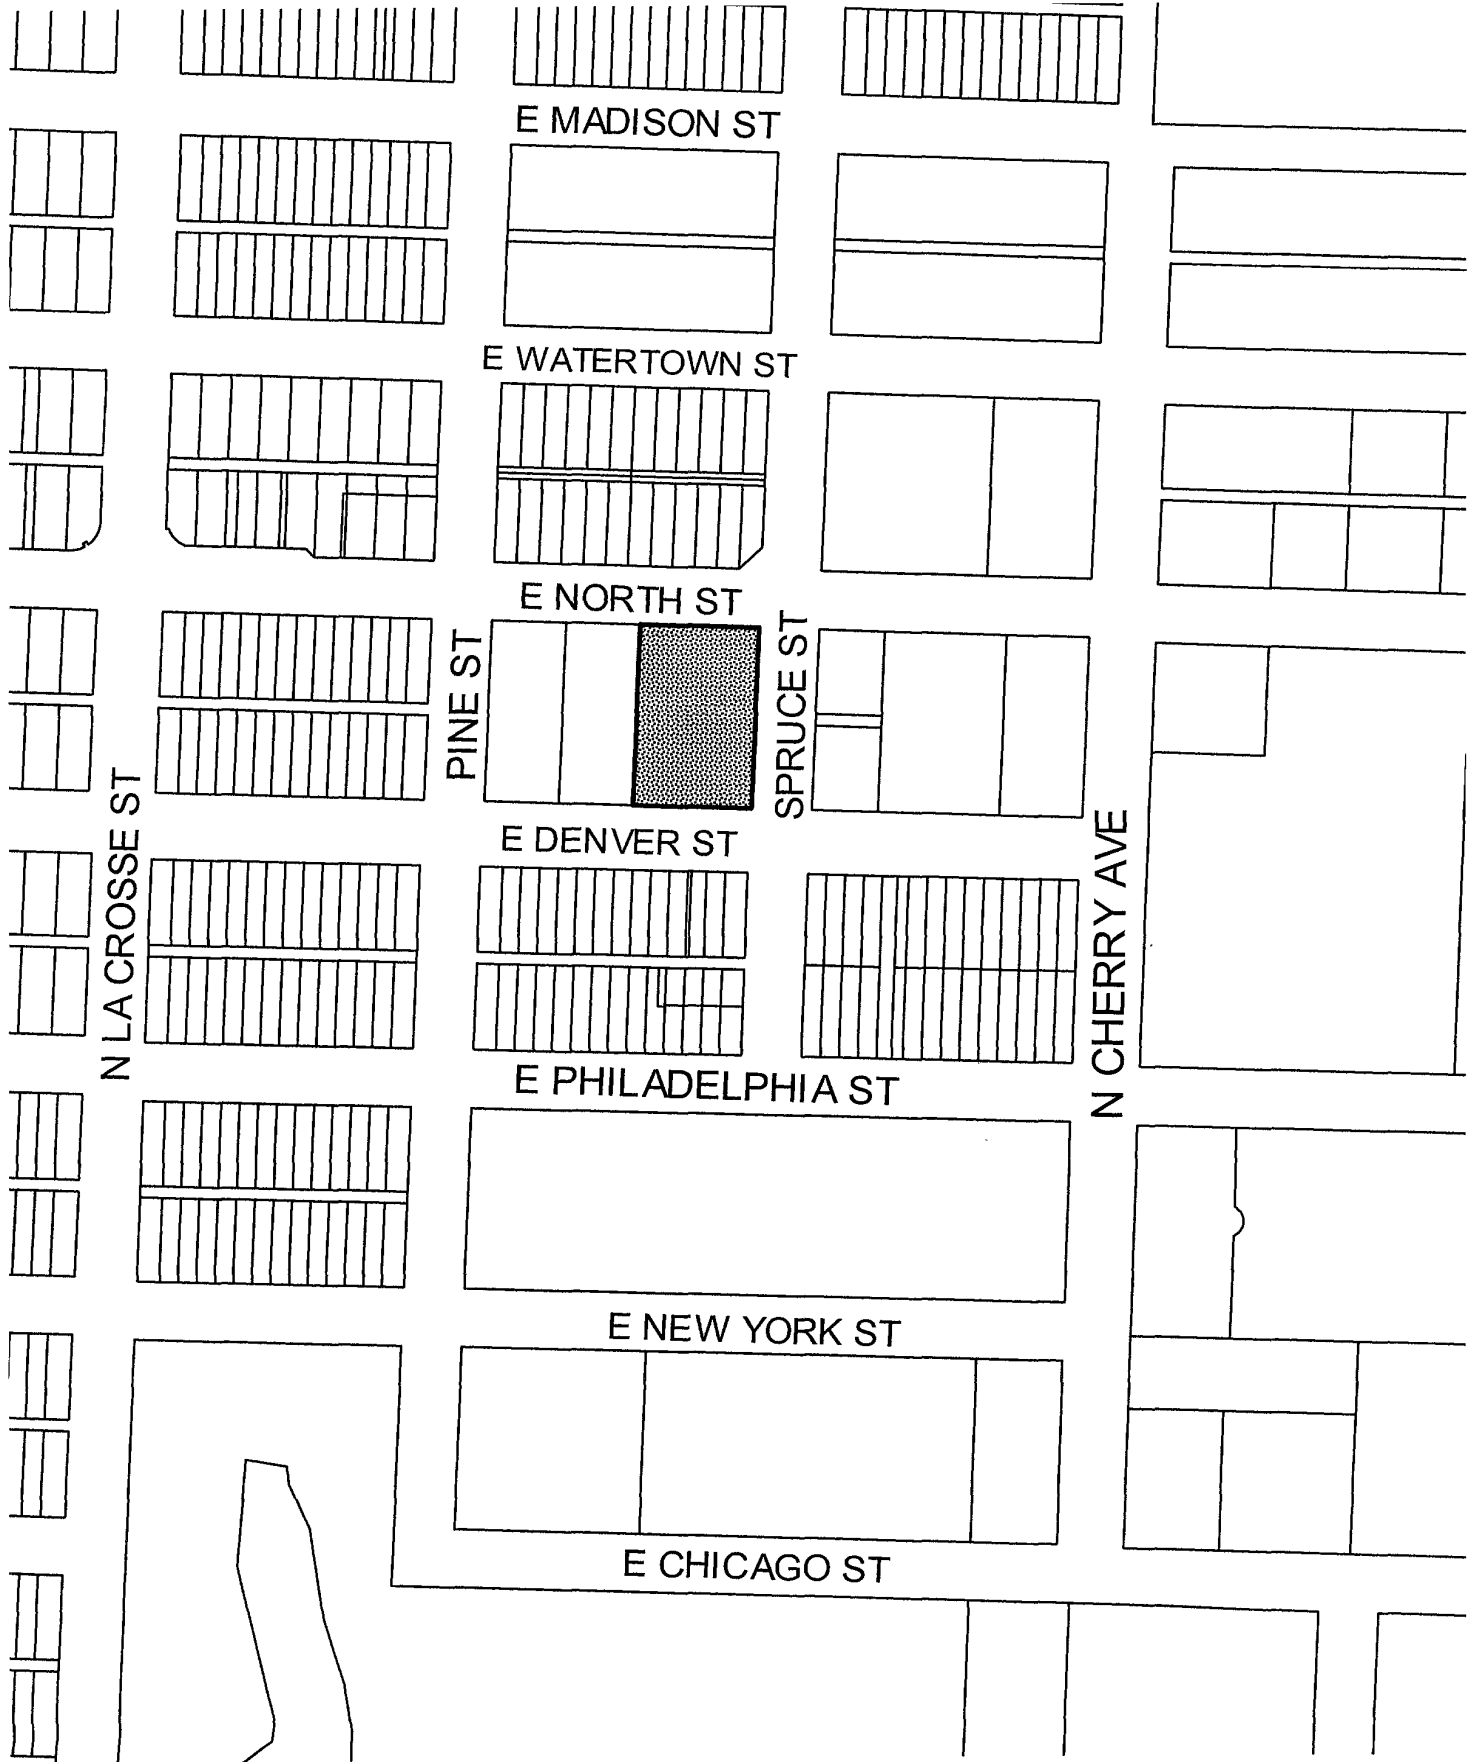 E MADISON ST
E WATERTOWN ST
E NORTH ST
PINE ST
SPRUCE ST
E DENVER ST
N LA CROSSE ST
N CHERRY AVE
E PHILADELPHIA ST
E NEW YORK ST
E CHICAGO ST